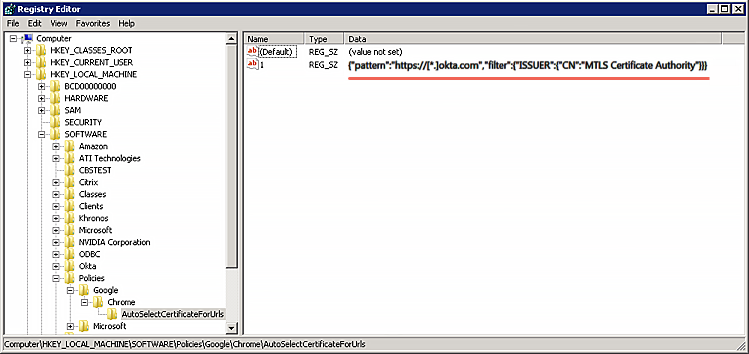 Registry Editor
File Edit View Favorites Help
Computer
HKEY_CLASSES_ROOT
HKEY_CURRENT_USER
HKEY_LOCAL_MACHINE
BCD00000000
HARDWARE
SAM
SECURITY
SOFTWARE
Amazon
ATI Technologies
CBSTEST
Citrix
Classes
Clients
Khronos
Microsoft
NVIDIA Corporation
ODBC
Okta
Policies
Google
Chrome
AutoSelectCertificateForUrls
Microsoft
Name Type Data
(Default) REG_SZ (value not set)
1 REG_SZ {"pattern":"https://[*.]okta.com","filter":{"ISSUER":{"CN":"MTLS Certificate Authority"}}}
Computer\HKEY_LOCAL_MACHINE\SOFTWARE\Policies\Google\Chrome\AutoSelectCertificateForUrls